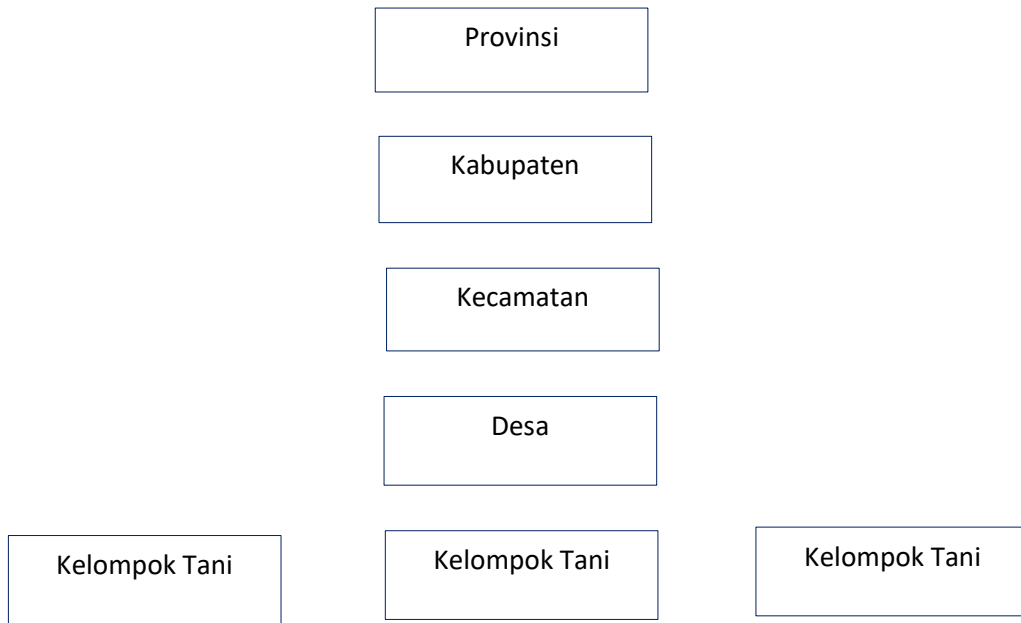 Provinsi
Kabupaten
Kecamatan
Desa
Kelompok Tani
Kelompok Tani
Kelompok Tani